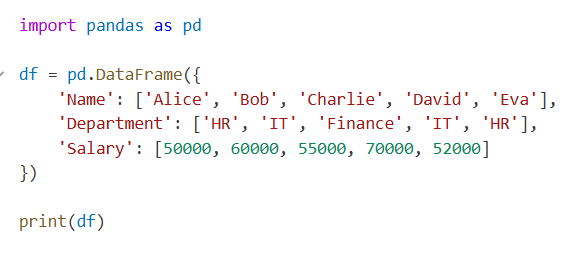 import pandas as pd
df = pd.DataFrame({
    'Name': ['Alice', 'Bob', 'Charlie', 'David', 'Eva'],
    'Department': ['HR', 'IT', 'Finance', 'IT', 'HR'],
    'Salary': [50000, 60000, 55000, 70000, 52000]
})
print(df)